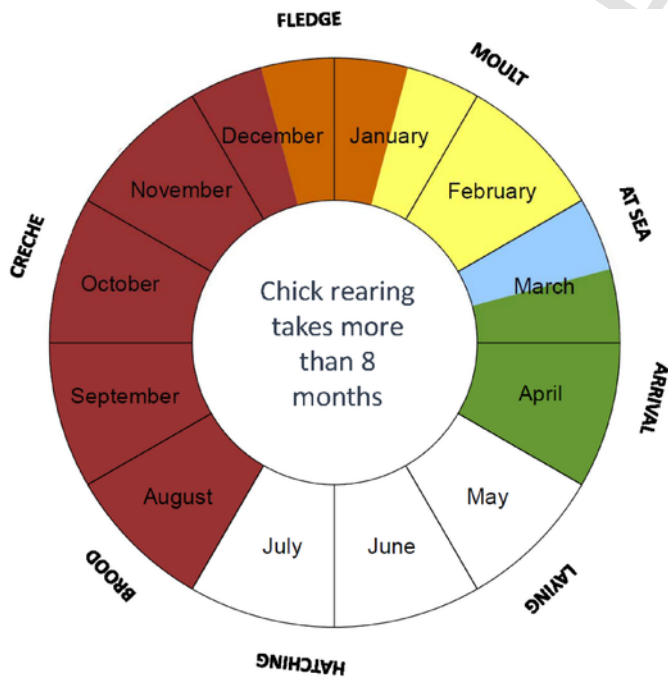 FLEDGE
MOULT
AT SEA
ARRIVAL
LAYING
HATCHING
BROOD
CRECHE
December
January
February
March
April
May
June
July
August
September
October
November
Chick rearing
takes more
than 8
months